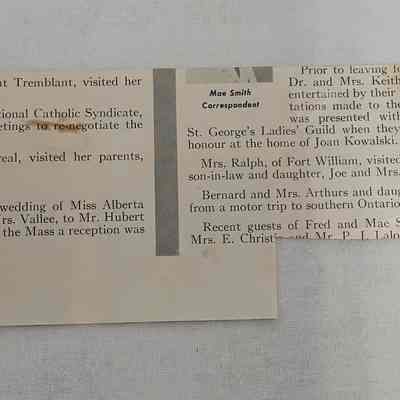 nt Tremblant, visited her
tional Catholic Syndicate,
etings to re-negotiate the
real, visited her parents,
wedding of Miss Alberta
rs. Vallee, to Mr. Hubert
the Mass a reception was
Mae Smith
Correspondent
Prior to leaving fo
Dr. and Mrs. Keith
entertained by their
tations made to the
was presented with
St. George's Ladies' Guild when they
honour at the home of Joan Kowalski.
Mrs. Ralph, of Fort William, visited
son-in-law and daughter, Joe and Mrs.
Bernard and Mrs. Arthurs and daug
from a motor trip to southern Ontario
Recent guests of Fred and Mae S
Mrs. E. Christi and Mr. P. J. Lalo